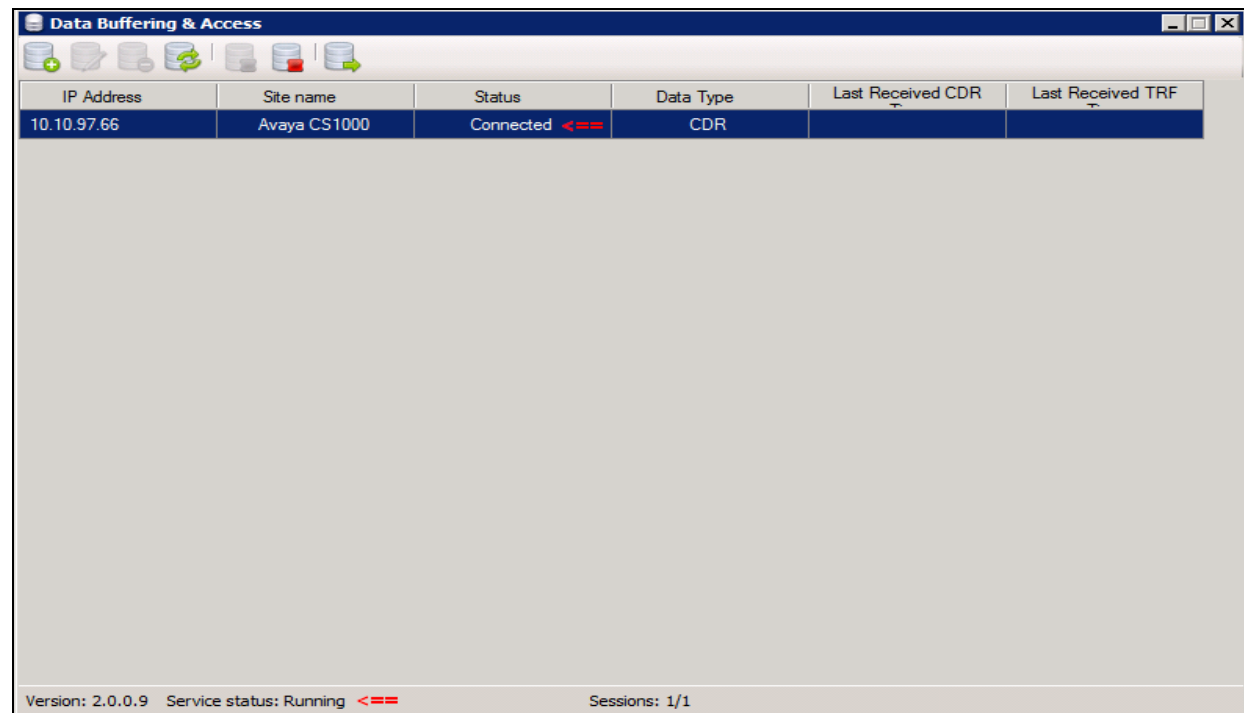 Data Buffering & Access
IP Address Site name Status Data Type Last Received CDR Last Received TRF
10.10.97.66 Avaya CS1000 Connected <== CDR
Version: 2.0.0.9 Service status: Running <== Sessions: 1/1